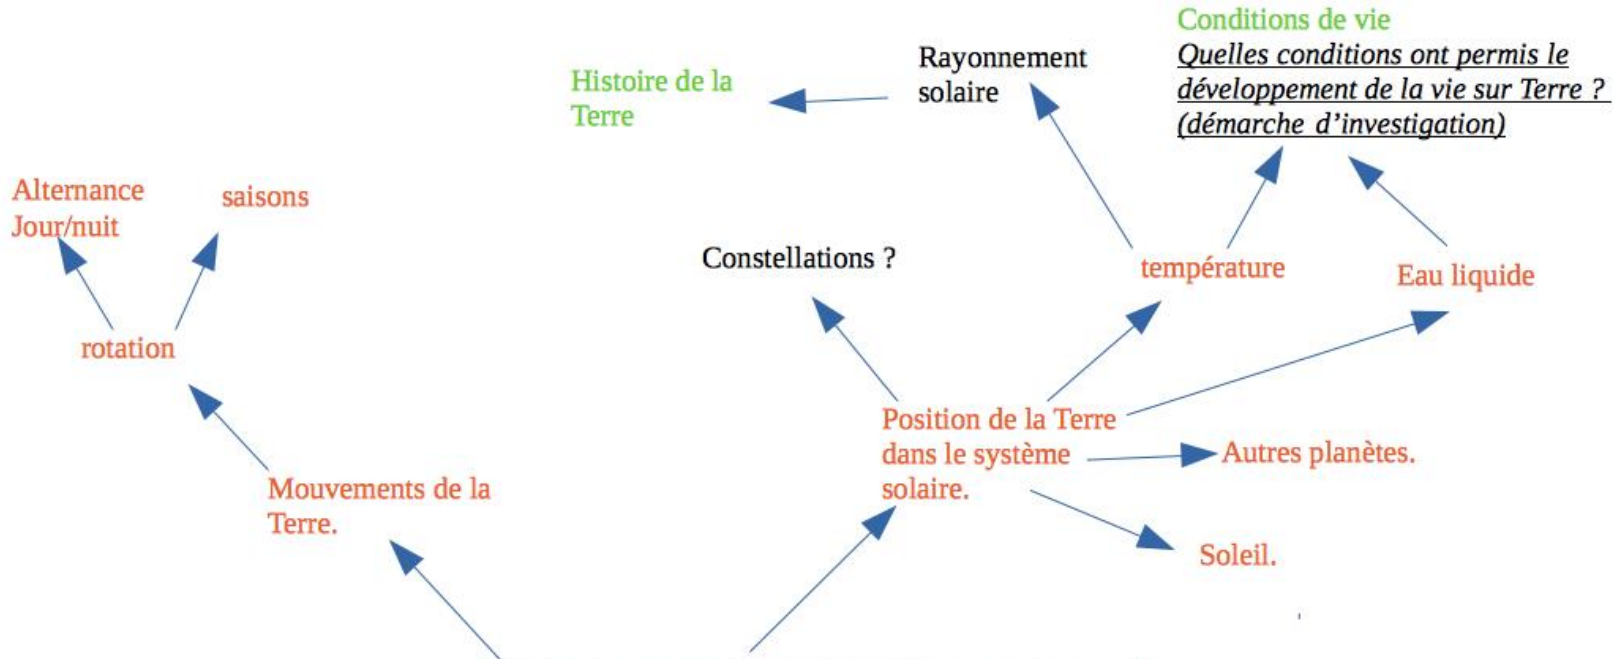 Conditions de vie
Quelles conditions ont permis le
développement de la vie sur Terre ?
(démarche d’investigation)
Rayonnement
solaire
Histoire de la
Terre
Alternance
Jour/nuit
saisons
Constellations ?
température
Eau liquide
rotation
Position de la Terre
dans le système
solaire.
Autres planètes.
Mouvements de la
Terre.
Soleil.